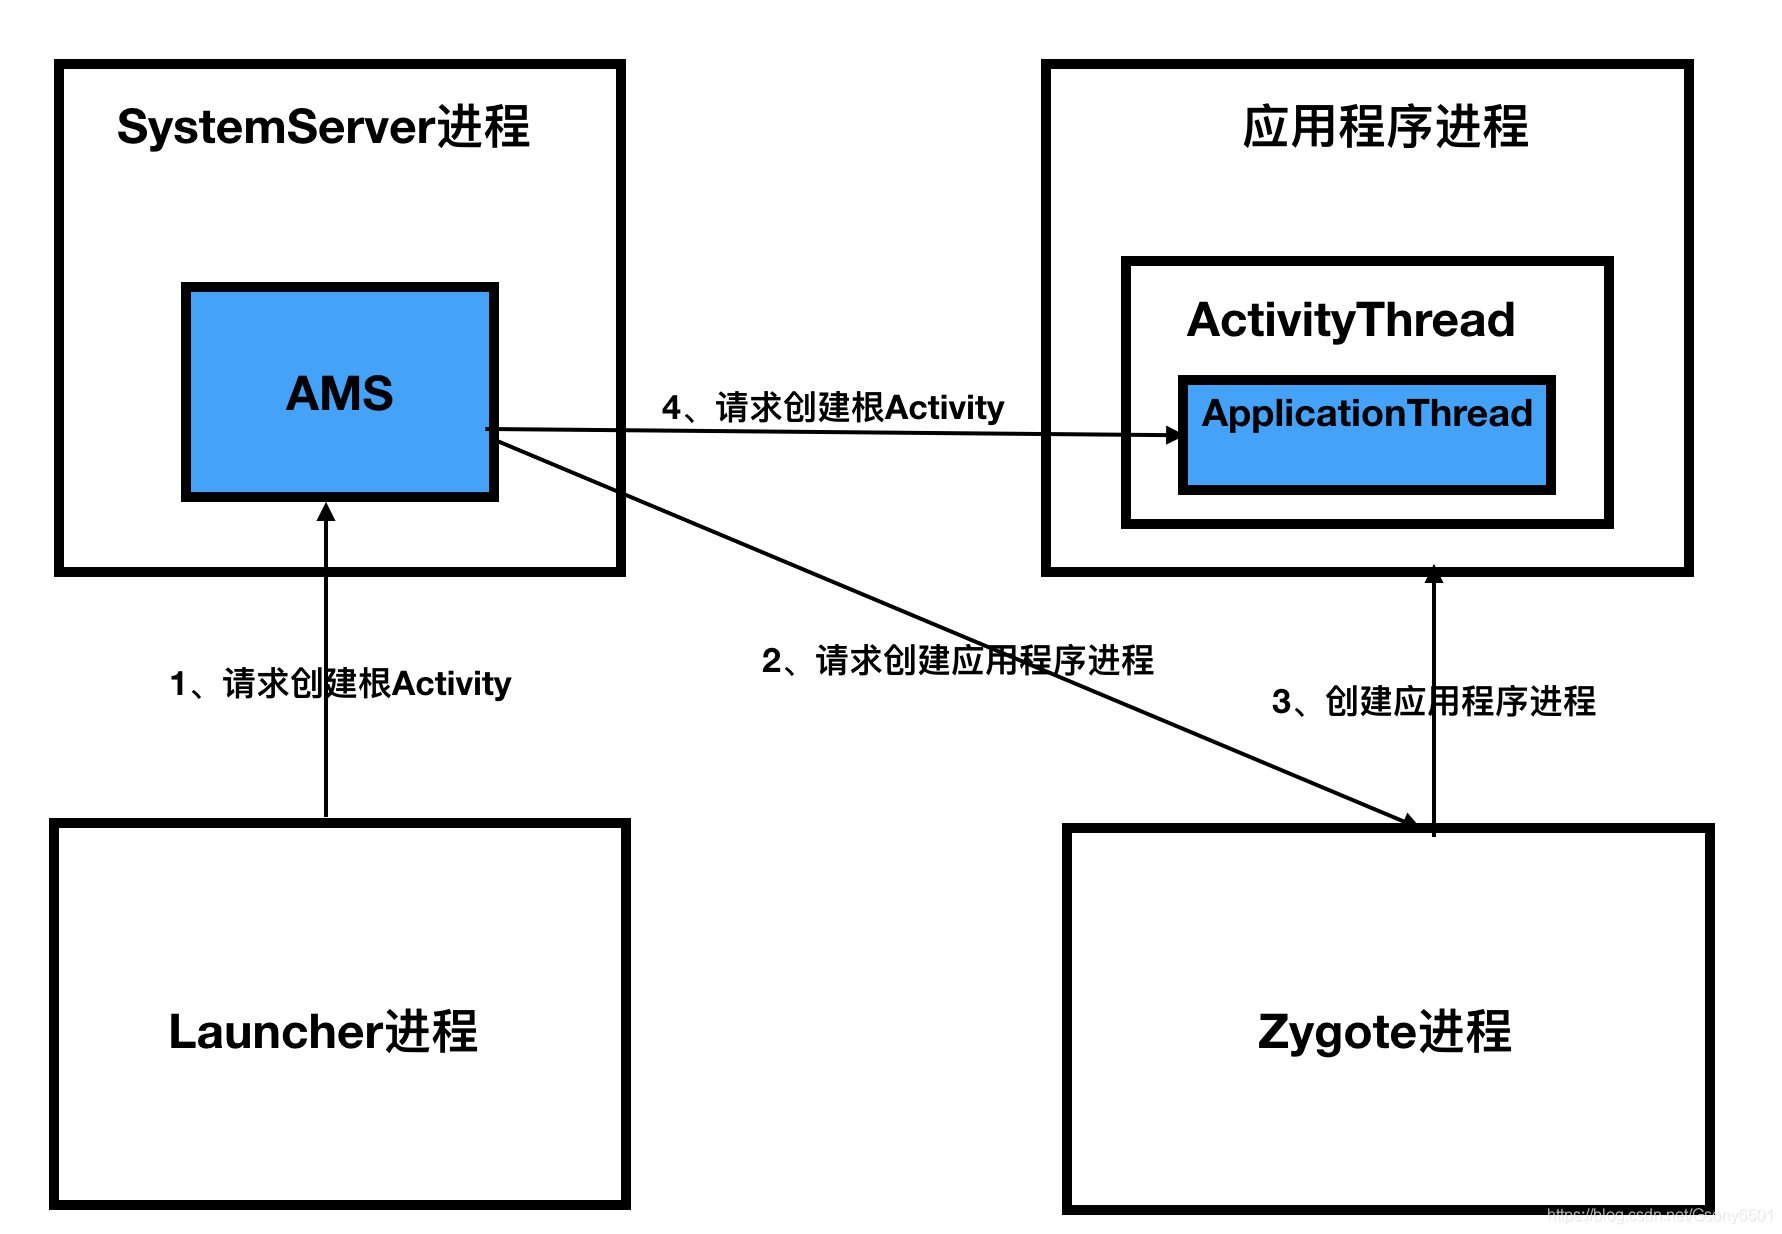 SystemServer进程
应用程序进程
ActivityThread
AMS
4、请求创建根Activity
ApplicationThread
2、请求创建应用程序进程
1、请求创建根Activity
3、创建应用程序进程
Launcher进程
Zygote进程
https://blog.csdn.net/Gsony6501